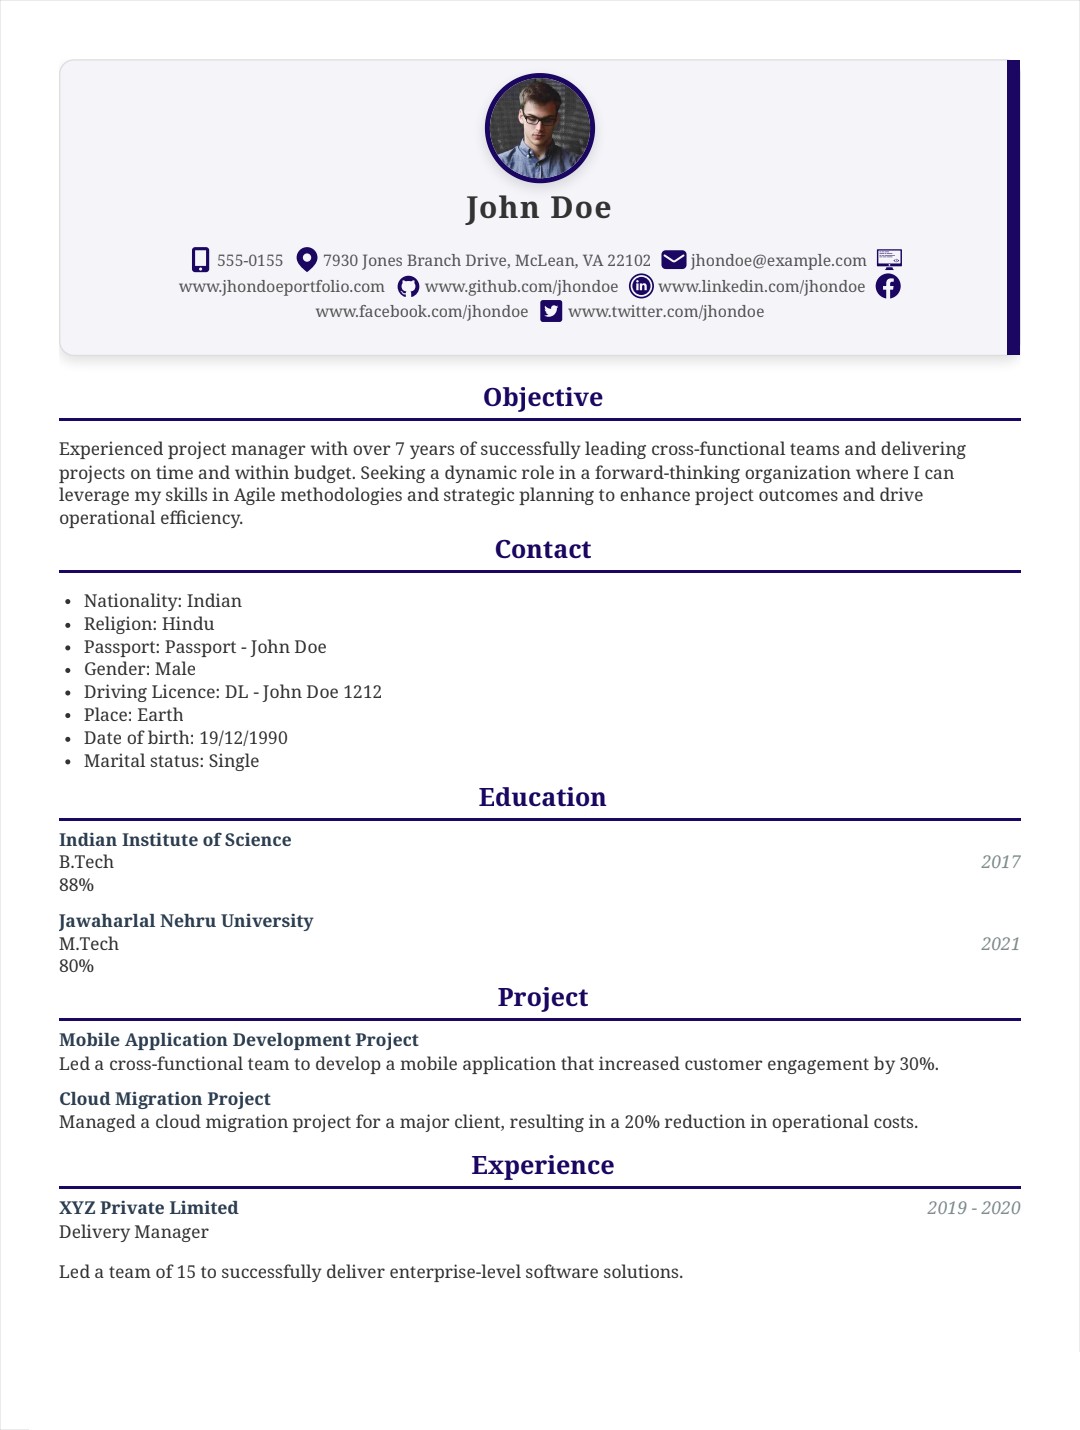 John Doe
555-0155 7930 Jones Branch Drive, McLean, VA 22102 jhondoe@example.com
www.jhondoeportfolio.com www.github.com/jhondoe www.linkedin.com/jhondoe
www.facebook.com/jhondoe www.twitter.com/jhondoe
Objective
Experienced project manager with over 7 years of successfully leading cross-functional teams and delivering
projects on time and within budget. Seeking a dynamic role in a forward-thinking organization where I can
leverage my skills in Agile methodologies and strategic planning to enhance project outcomes and drive
operational efficiency.
Contact
• Nationality: Indian
• Religion: Hindu
• Passport: Passport - John Doe
• Gender: Male
• Driving Licence: DL - John Doe 1212
• Place: Earth
• Date of birth: 19/12/1990
• Marital status: Single
Education
Indian Institute of Science
B.Tech 2017
88%
Jawaharlal Nehru University
M.Tech 2021
80%
Project
Mobile Application Development Project
Led a cross-functional team to develop a mobile application that increased customer engagement by 30%.
Cloud Migration Project
Managed a cloud migration project for a major client, resulting in a 20% reduction in operational costs.
Experience
XYZ Private Limited 2019 - 2020
Delivery Manager
Led a team of 15 to successfully deliver enterprise-level software solutions.